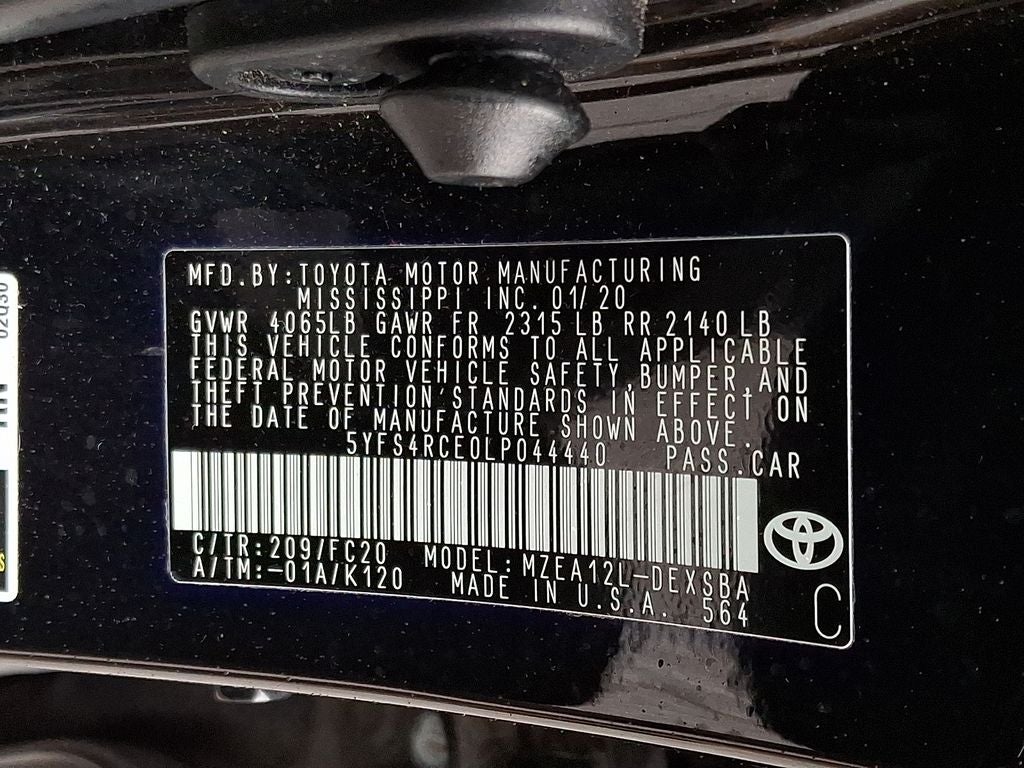 MFD.BY:TOYOTA MOTOR MANUFACTURING
MISSISSIPPI INC. 01/20
GVWR 4065LB GAWR FR 2315 LB RR 2140 LB
THIS VEHICLE CONFORMS TO ALL APPLICABLE
FEDERAL MOTOR VEHICLE SAFETY,BUMPER,AND
THEFT PREVENTION STANDARDS IN EFFECT ON
THE DATE OF MANUFACTURE SHOWN ABOVE.
5YFS4RCE0LP044440 PASS.CAR
C/TR:209/FC20 MODEL:MZEA12L-DEXSBA
A/TM:-01A/K120 MADE IN U.S.A. 564
C